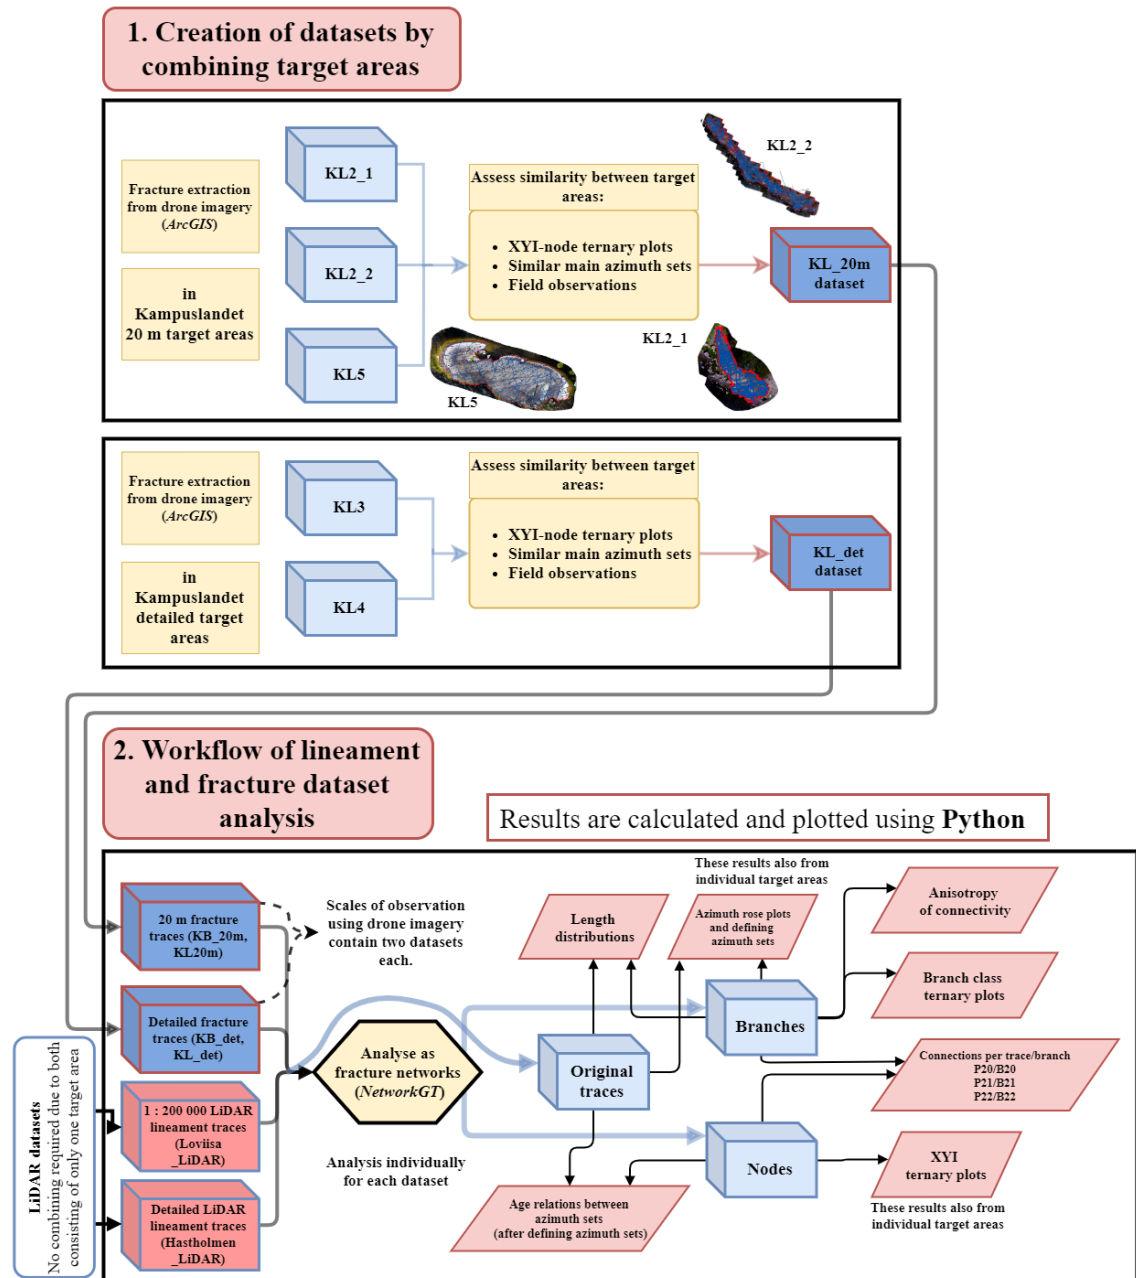 1. Creation of datasets by
combining target areas
Fracture extraction
from drone imagery
(ArcGIS)
in
Kampuslandet
20 m target areas
KL2_1
KL2_2
KL5
Assess similarity between target
areas:
• XYI-node ternary plots
• Similar main azimuth sets
• Field observations
KL2_2
KL_20m
dataset
KL2_1
KL5
Fracture extraction
from drone imagery
(ArcGIS)
in
Kampuslandet
detailed target
areas
KL3
KL4
Assess similarity between target
areas:
• XYI-node ternary plots
• Similar main azimuth sets
• Field observations
KL_det
dataset
2. Workflow of lineament
and fracture dataset
analysis
Results are calculated and plotted using Python
20 m fracture
traces (KB_20m,
KL20m)
Detailed fracture
traces (KB_det,
KL_det)
1 : 200 000 LiDAR
lineament traces
(Loviisa
_LiDAR)
Detailed LiDAR
lineament traces
(Hastholmen
_LiDAR)
LiDAR datasets
No combining required due to both
consisting of only one target area
Scales of observation
using drone imagery
contain two datasets
each.
Analyse as
fracture networks
(NetworkGT)
Analysis individually
for each dataset
Length
distributions
These results also from
individual target areas
Azimuth rose plots
and defining
azimuth sets
Anisotropy
of connectivity
Branch class
ternary plots
Branches
Original
traces
Connections per trace/branch
P20/B20
P21/B21
P22/B22
Nodes
XYI
ternary plots
These results also from
individual target areas
Age relations between
azimuth sets
(after defining azimuth sets)